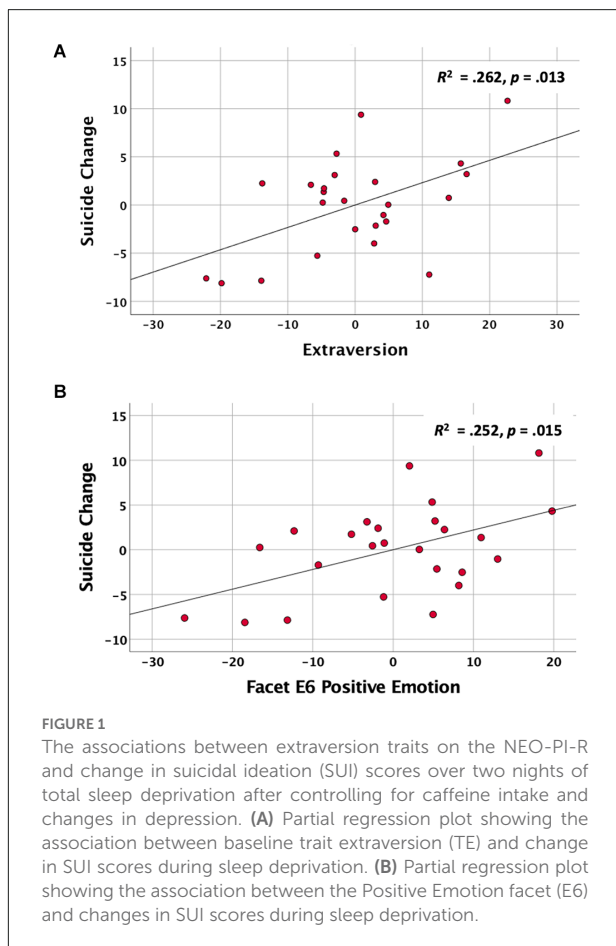 A
R² = .262, p = .013
Suicide Change
15
10
5
0
−5
−10
−30 −20 −10 0 10 20 30
Extraversion
B
R² = .252, p = .015
Suicide Change
15
10
5
0
−5
−10
−30 −20 −10 0 10 20
Facet E6 Positive Emotion
FIGURE 1
The associations between extraversion traits on the NEO-PI-R
and change in suicidal ideation (SUI) scores over two nights of
total sleep deprivation after controlling for caffeine intake and
changes in depression. (A) Partial regression plot showing the
association between baseline trait extraversion (TE) and change
in SUI scores during sleep deprivation. (B) Partial regression plot
showing the association between the Positive Emotion facet (E6)
and changes in SUI scores during sleep deprivation.